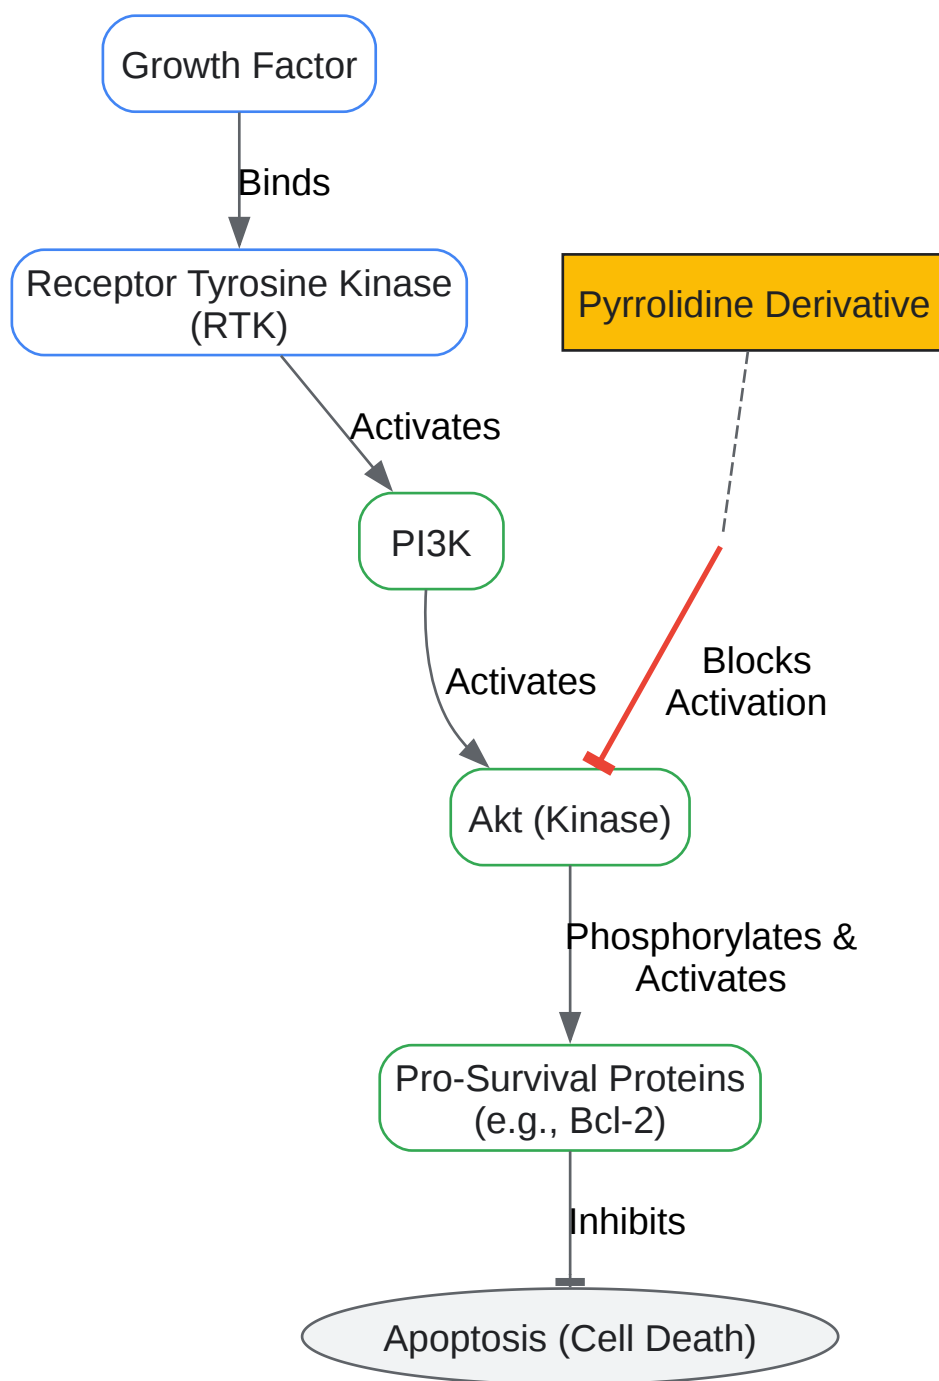 Growth Factor
Binds
Receptor Tyrosine Kinase
(RTK)
Pyrrolidine Derivative
Activates
PI3K
Activates
Blocks
Activation
Akt (Kinase)
Phosphorylates &
Activates
Pro-Survival Proteins
(e.g., Bcl-2)
Inhibits
Apoptosis (Cell Death)